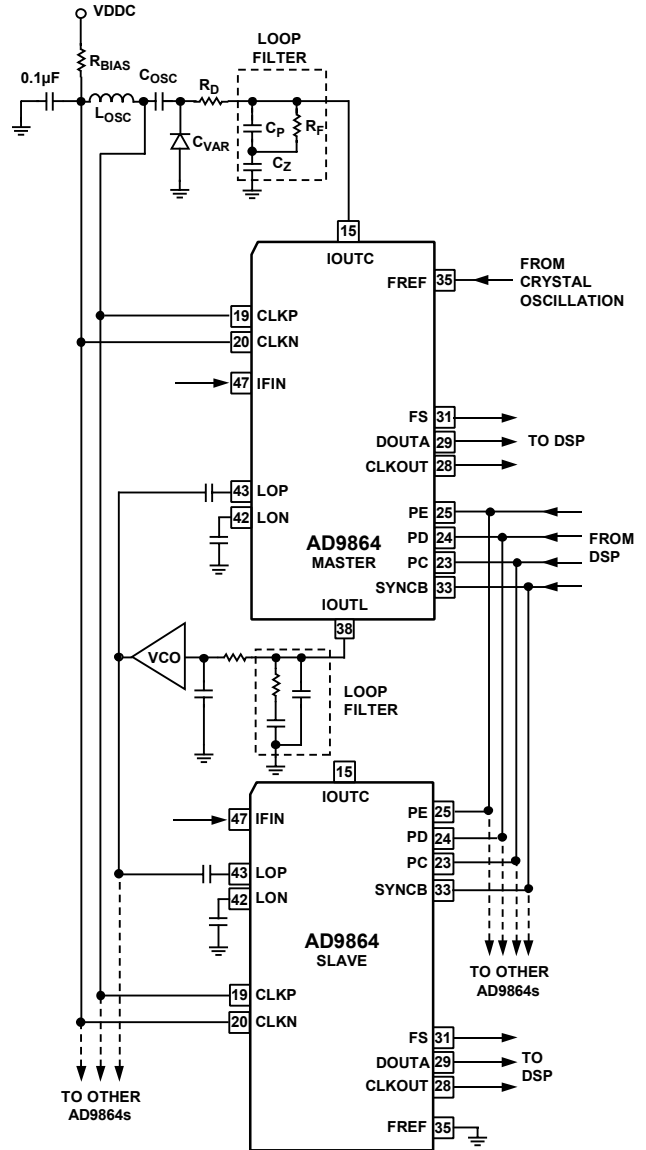 VDDC
RBIAS
0.1µF
LOSC
COSC
CVAR
RD
LOOP
FILTER
CP
RF
CZ
15
IOUTC
FREF 35
FROM
CRYSTAL
OSCILLATION
19 CLKP
20 CLKN
47 IFIN
FS 31
DOUTA 29
TO DSP
CLKOUT 28
43 LOP
42 LON
PE 25
PD 24
PC 23
SYNCB 33
FROM
DSP
AD9864
MASTER
IOUTL
38
VCO
LOOP
FILTER
15
IOUTC
47 IFIN
43 LOP
42 LON
PE 25
PD 24
PC 23
SYNCB 33
AD9864
SLAVE
TO OTHER
AD9864s
19 CLKP
20 CLKN
FS 31
DOUTA 29
CLKOUT 28
TO
DSP
TO OTHER
AD9864s
FREF 35